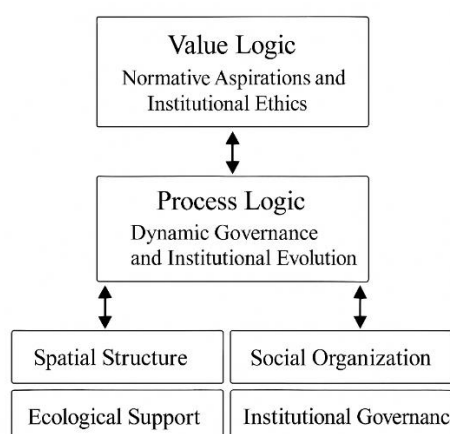 Value Logic
Normative Aspirations and
Institutional Ethics
Process Logic
Dynamic Governance
and Institutional Evolution
Spatial Structure
Social Organization
Ecological Support
Institutional Governanc